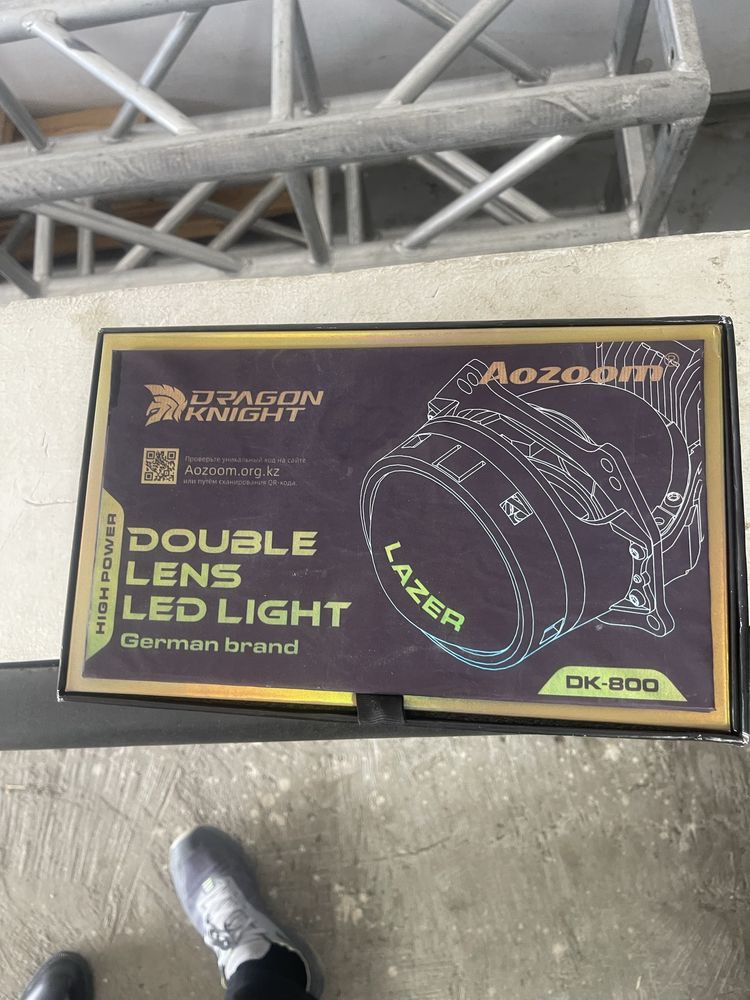 Aozoom®
DRAGON
KNIGHT
Проверьте уникальный код на сайте
Aozoom.org.kz
или путём сканирования QR-кода.
HIGH POWER
DOUBLE
LENS
LED LIGHT
German brand
LAZER
DK-800